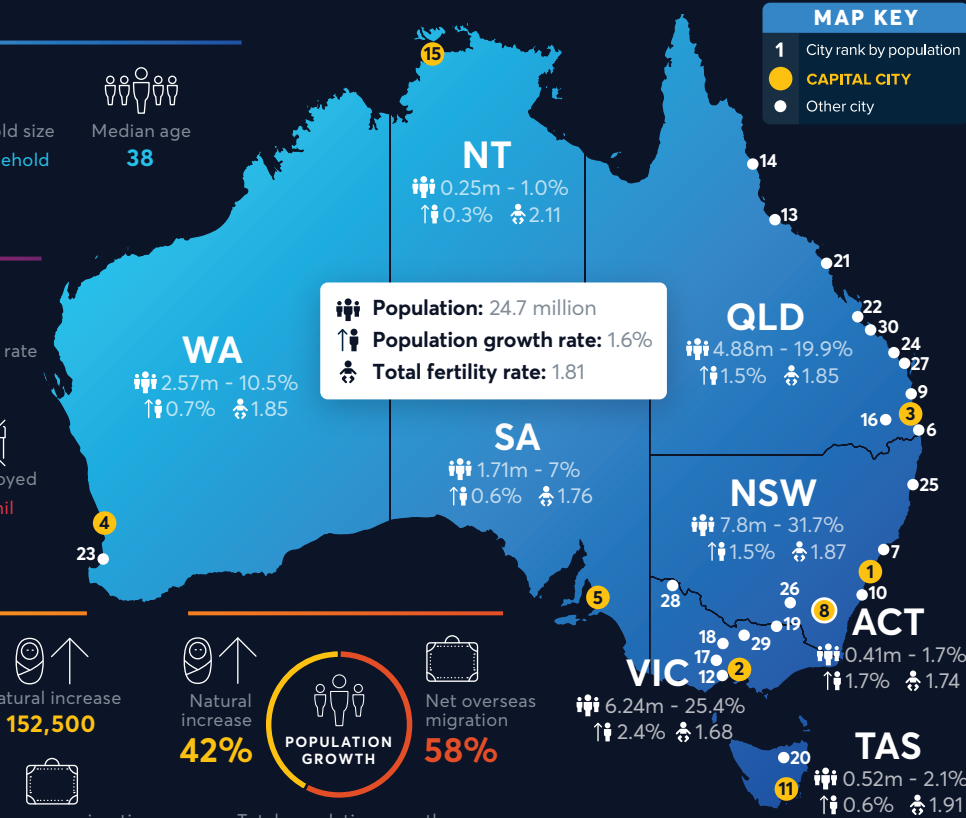 MAP KEY
1 City rank by population
CAPITAL CITY
Other city
old size
ehold
Median age
38
rate
oyed
nil
15
NT
0.25m - 1.0%
0.3% 2.11
14
13
21
22
30
24
27
9
3
16
6
25
Population: 24.7 million
Population growth rate: 1.6%
Total fertility rate: 1.81
WA
2.57m - 10.5%
0.7% 1.85
QLD
4.88m - 19.9%
1.5% 1.85
SA
1.71m - 7%
0.6% 1.76
NSW
7.8m - 31.7%
1.5% 1.87
4
23
5
7
1
10
28
26
8
19
29
18
17
12
2
ACT
0.41m - 1.7%
1.7% 1.74
VIC
6.24m - 25.4%
2.4% 1.68
TAS
0.52m - 2.1%
0.6% 1.91
20
11
atural increase
152,500
Natural
increase
42%
POPULATION
GROWTH
Net overseas
migration
58%